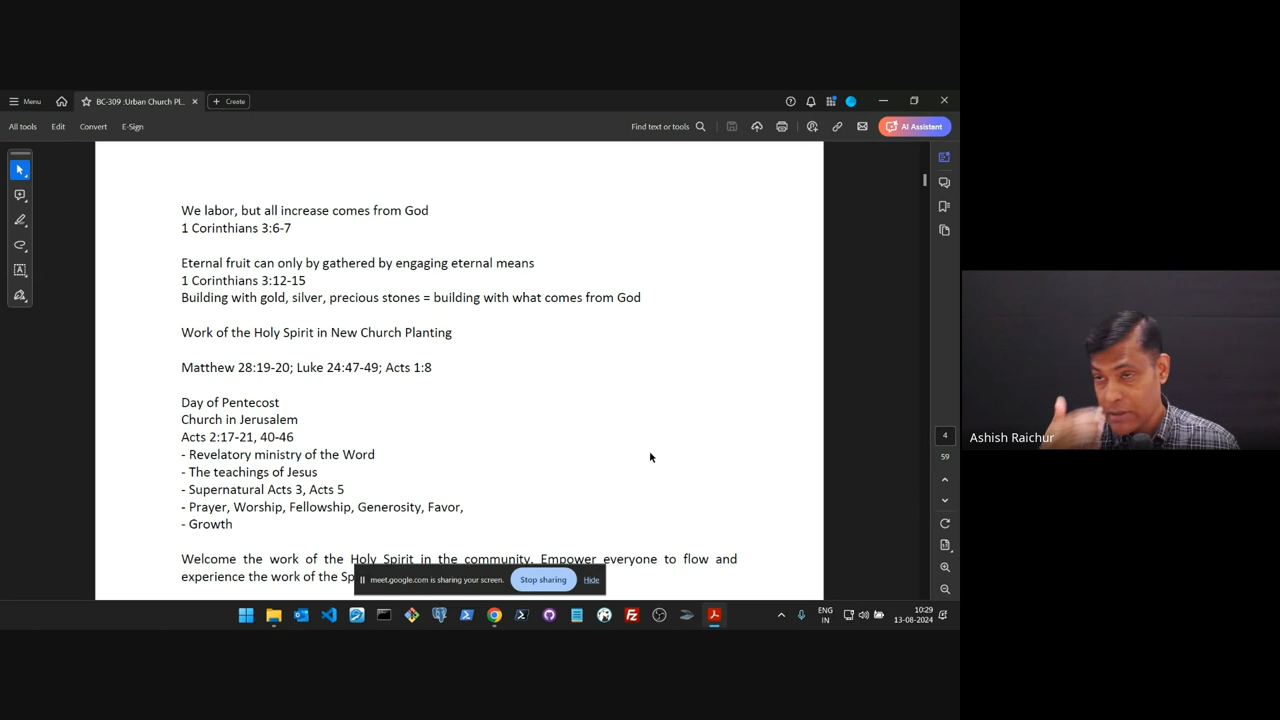 Menu
BC-309 :Urban Church Pl...
Create
All tools
Edit
Convert
E-Sign
Find text or tools
AI Assistant
We labor, but all increase comes from God
1 Corinthians 3:6-7
Eternal fruit can only by gathered by engaging eternal means
1 Corinthians 3:12-15
Building with gold, silver, precious stones = building with what comes from God
Work of the Holy Spirit in New Church Planting
Matthew 28:19-20; Luke 24:47-49; Acts 1:8
Day of Pentecost
Church in Jerusalem
Acts 2:17-21, 40-46
- Revelatory ministry of the Word
- The teachings of Jesus
- Supernatural Acts 3, Acts 5
- Prayer, Worship, Fellowship, Generosity, Favor,
- Growth
Welcome the work of the Holy Spirit in the community. Empower everyone to flow and
experience the work of the Sp
4
59
meet.google.com is sharing your screen.
Stop sharing
Hide
Ashish Raichur
ENG
IN
10:29
13-08-2024